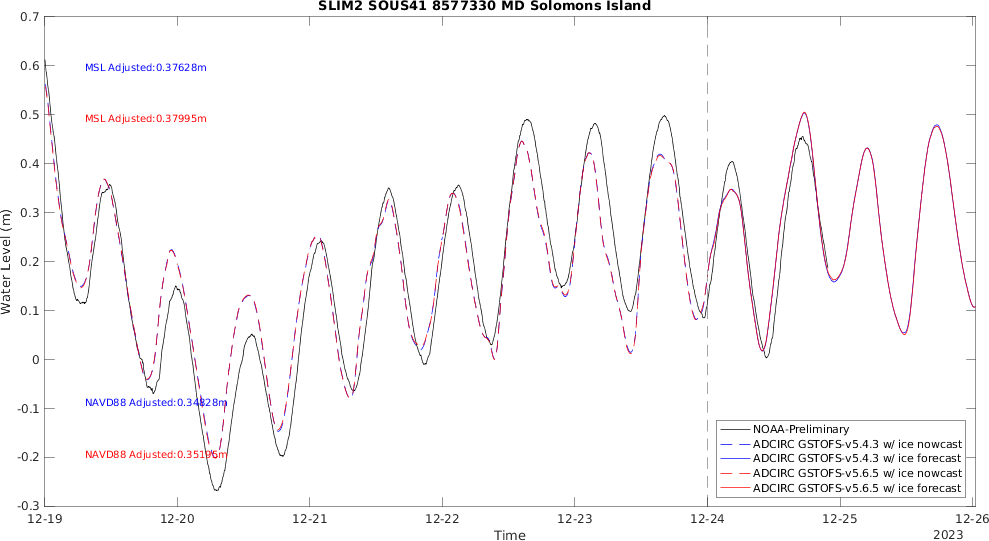 SLIM2 SOUS41 8577330 MD Solomons Island
Water Level (m)
0.7
0.6
0.5
0.4
0.3
0.2
0.1
0
-0.1
-0.2
-0.3
MSL Adjusted:0.37628m
MSL Adjusted:0.37995m
NAVD88 Adjusted:0.34828m
NAVD88 Adjusted:0.35195m
NOAA-Preliminary
ADCIRC GSTOFS-v5.4.3 w/ ice nowcast
ADCIRC GSTOFS-v5.4.3 w/ ice forecast
ADCIRC GSTOFS-v5.6.5 w/ ice nowcast
ADCIRC GSTOFS-v5.6.5 w/ ice forecast
12-19 12-20 12-21 12-22 12-23 12-24 12-25 12-26
Time
2023